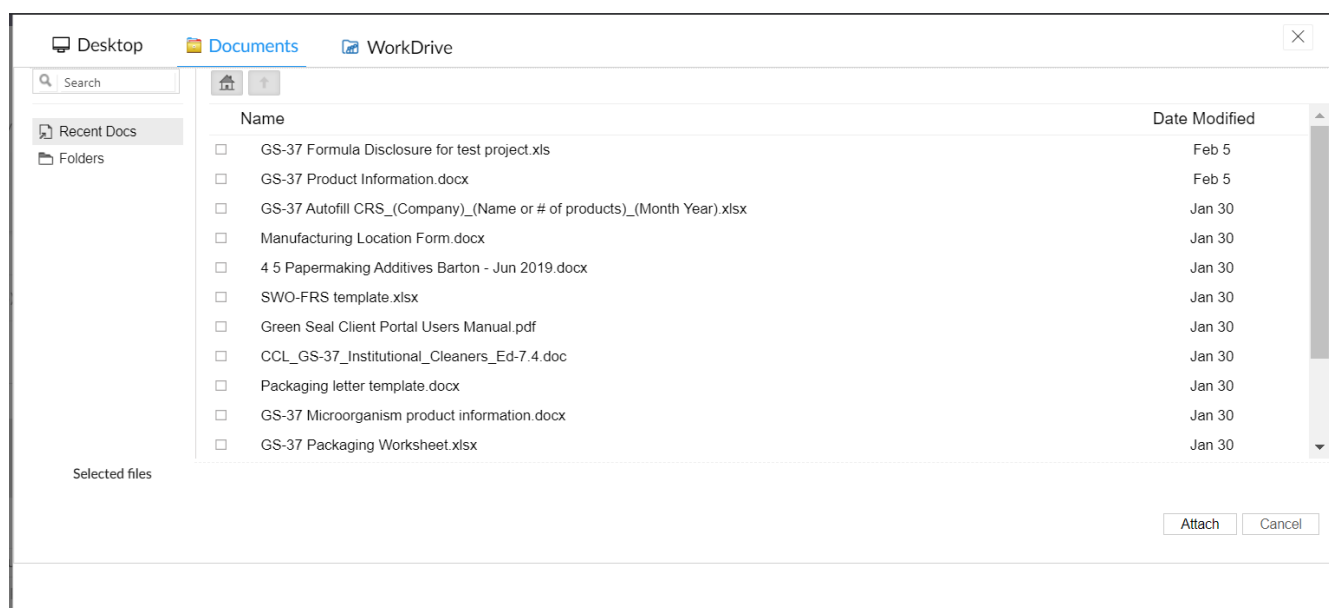 Desktop Documents WorkDrive
Search
Recent Docs
Folders
Name Date Modified
GS-37 Formula Disclosure for test project.xls Feb 5
GS-37 Product Information.docx Feb 5
GS-37 Autofill CRS_(Company)_(Name or # of products)_(Month Year).xlsx Jan 30
Manufacturing Location Form.docx Jan 30
4 5 Papermaking Additives Barton - Jun 2019.docx Jan 30
SWO-FRS template.xlsx Jan 30
Green Seal Client Portal Users Manual.pdf Jan 30
CCL_GS-37_Institutional_Cleaners_Ed-7.4.doc Jan 30
Packaging letter template.docx Jan 30
GS-37 Microorganism product information.docx Jan 30
GS-37 Packaging Worksheet.xlsx Jan 30
Selected files
Attach Cancel